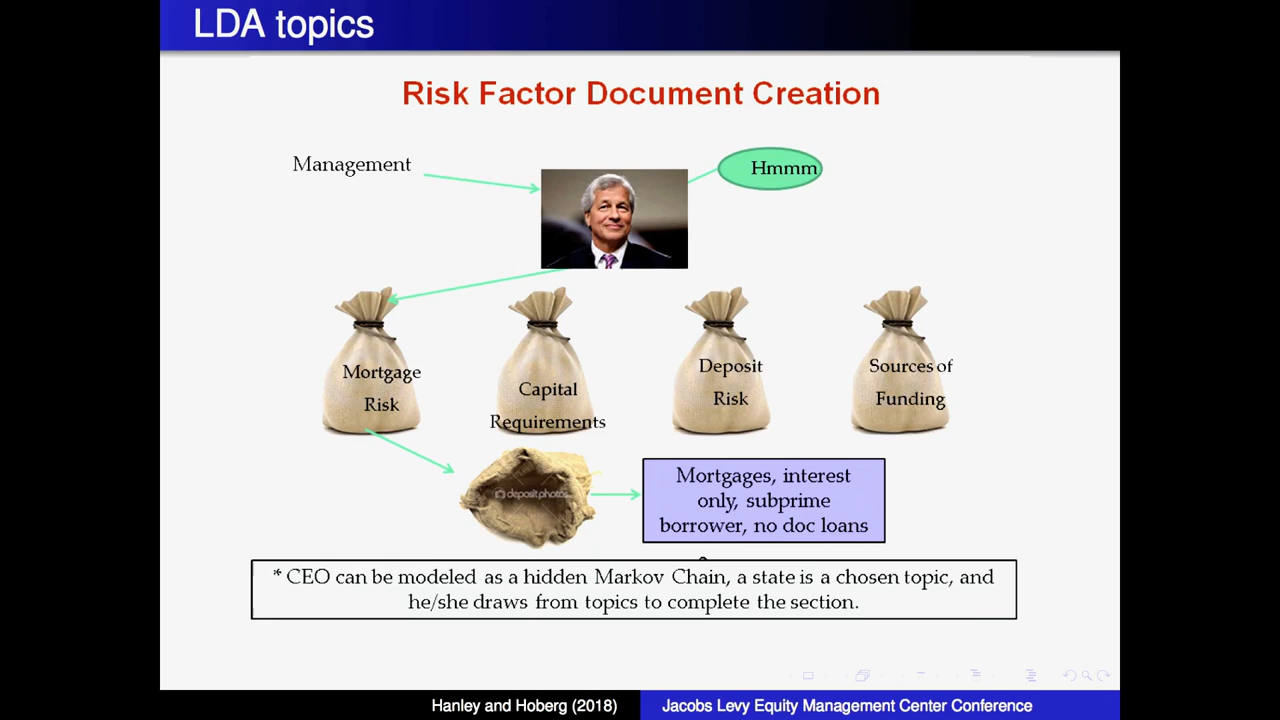 LDA topics
Risk Factor Document Creation
Management
Hmmm
Mortgage
Risk
Capital
Requirements
Deposit
Risk
Sources of
Funding
depositphotos
Mortgages, interest
only, subprime
borrower, no doc loans
* CEO can be modeled as a hidden Markov Chain, a state is a chosen topic, and
he/she draws from topics to complete the section.
Hanley and Hoberg (2018)
Jacobs Levy Equity Management Center Conference